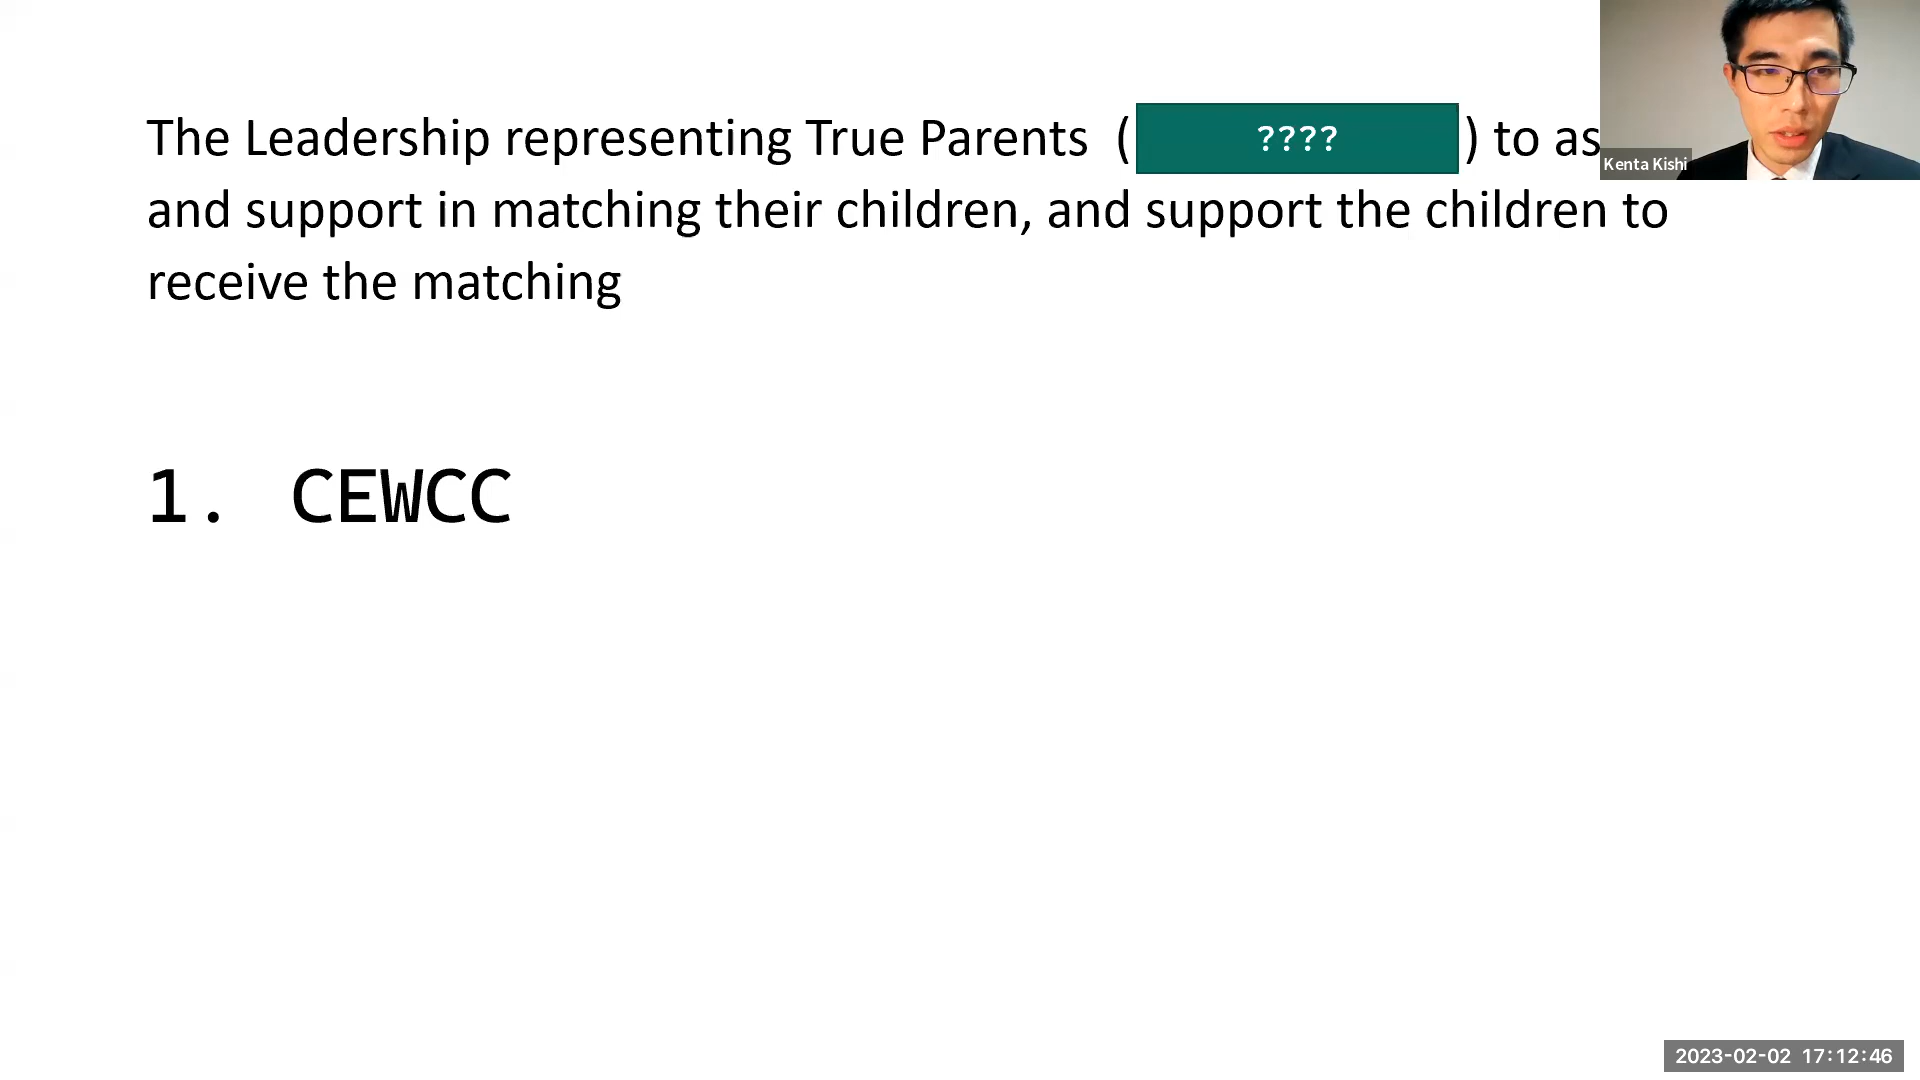 The Leadership representing True Parents (????) to as
and support in matching their children, and support the children to
receive the matching
1. CEWCC
Kenta Kishi
2023-02-02 17:12:46